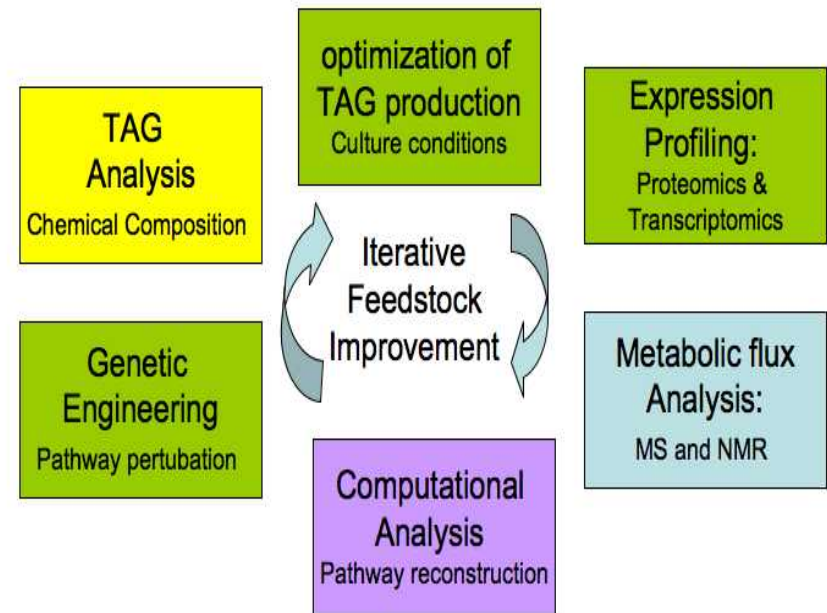 optimization of
TAG production
Culture conditions
Expression
Profiling:
Proteomics &
Transcriptomics
Metabolic flux
Analysis:
MS and NMR
Computational
Analysis
Pathway reconstruction
Genetic
Engineering
Pathway pertubation
TAG
Analysis
Chemical Composition
Iterative
Feedstock
Improvement